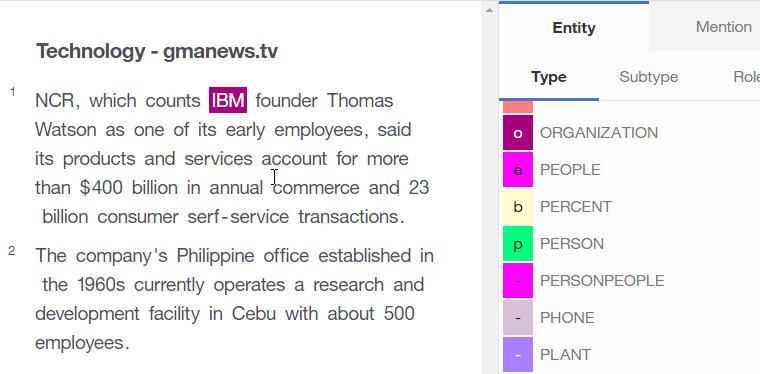 Technology - gmanews.tv
1
NCR, which counts IBM founder Thomas
Watson as one of its early employees, said
its products and services account for more
than $400 billion in annual commerce and 23
billion consumer serf-service transactions.
2
The company's Philippine office established in
the 1960s currently operates a research and
development facility in Cebu with about 500
employees.
Entity Mention
Type Subtype Role
o ORGANIZATION
e PEOPLE
b PERCENT
p PERSON
- PERSONPEOPLE
- PHONE
- PLANT